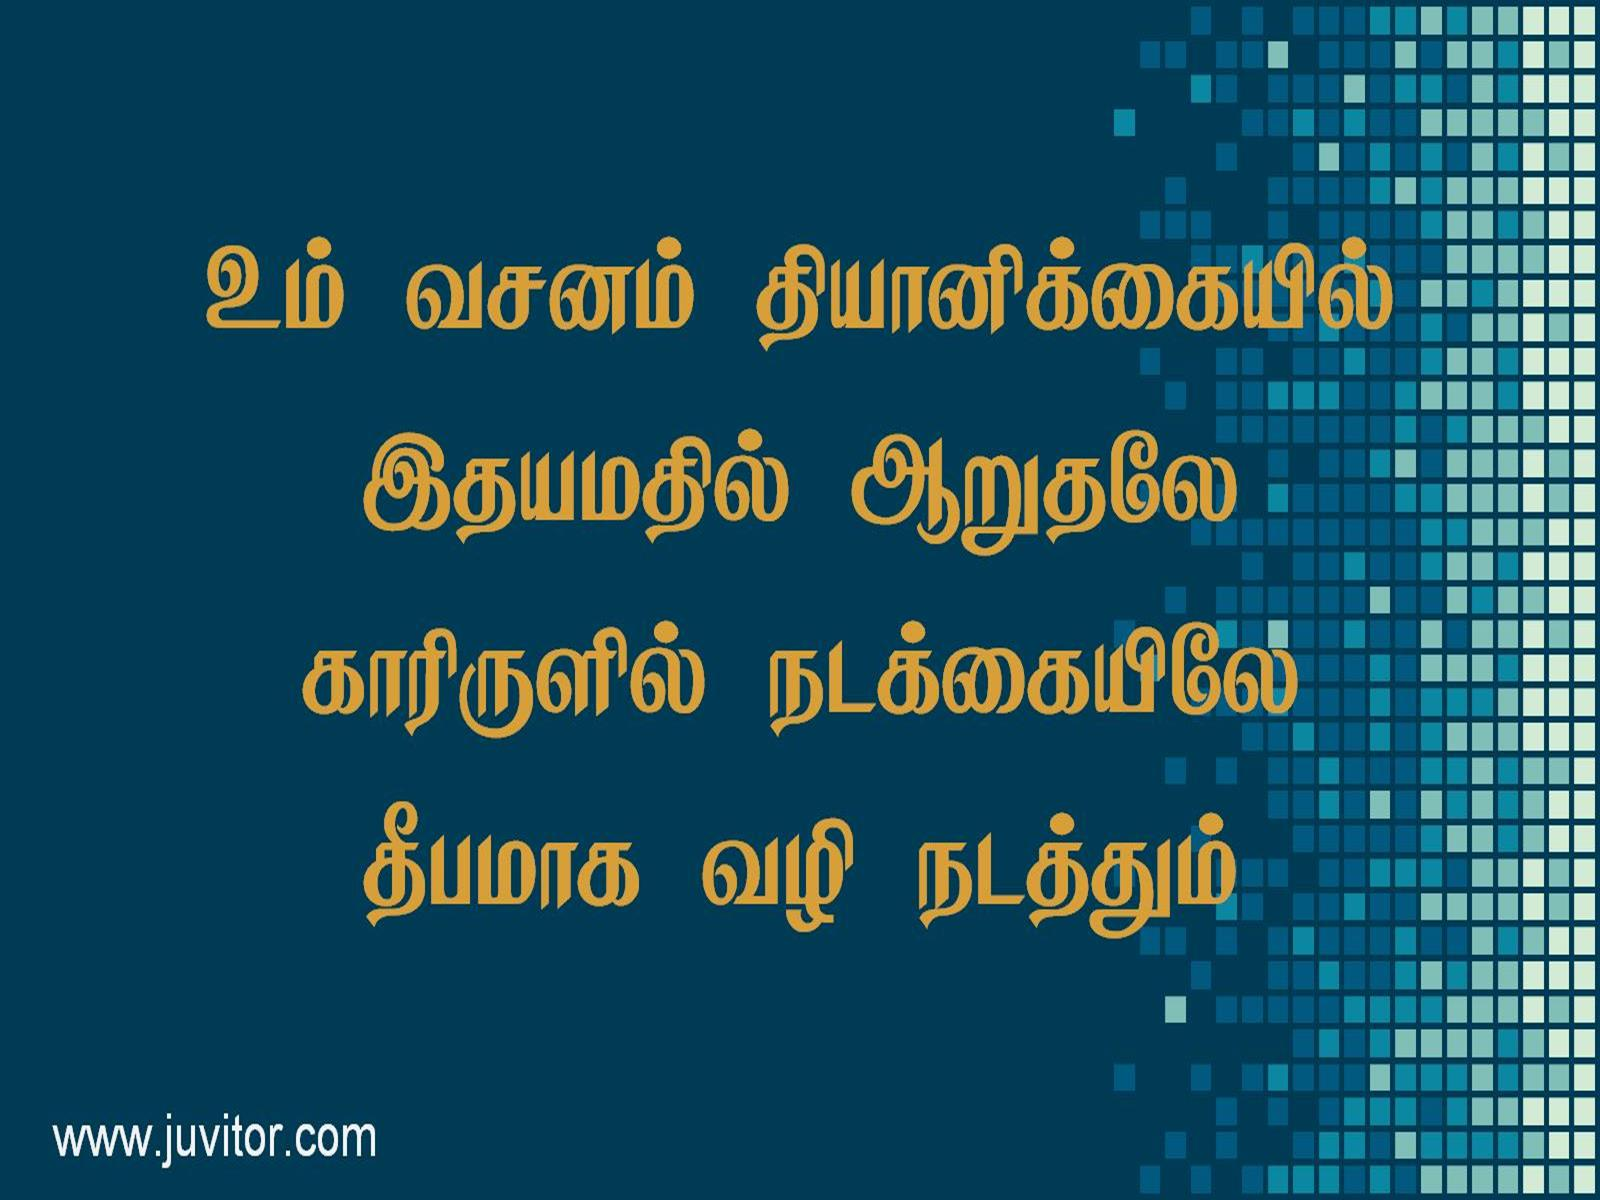 உம் வசனம் தியானிக்கையில்
இதயமதில் ஆறுதலே
காரிருளில் நடக்கையிலே
தீபமாக வழி நடத்தும்
www.juvitor.com